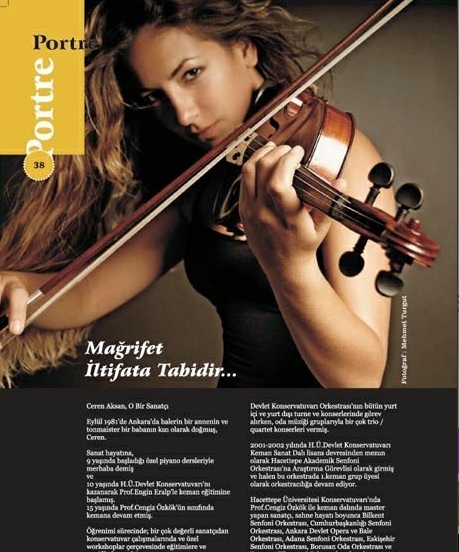 Portre
Portre
38
Mağrifet
İltifata Tabidir...
Fotoğraf : Mehmet Turgut
Ceren Aksan, O Bir Sanatçı
Eylül 1981'de Ankara'da balerin bir annenin ve
tonmaister bir babanın kızı olarak doğmuş,
Ceren.
Sanat hayatına,
9 yaşında başladığı özel piyano dersleriyle
merhaba demiş
ve
10 yaşında H.Ü.Devlet Konservatuvarı'nı
kazanarak Prof.Engin Eralp'le keman eğitimine
başlamış.
15 yaşında Prof.Cengiz Özkök'ün sınıfında
kemana devam etmiş.
Öğrenimi sürecinde; bir çok değerli sanatçıdan
konservatuvar çalışmalarında ve özel
workshoplar çerçevesinde eğitimlere ve
Devlet Konservatuvarı Orkestrası'nın bütün yurt
içi ve yurt dışı turne ve konserlerinde görev
alırken, oda müziği gruplarıyla bir çok trio /
quartet konserleri vermiş.
2001-2002 yılında H.Ü.Devlet Konservatuvarı
Keman Sanat Dalı lisans devresinden mezun
olarak Hacettepe Akademik Senfoni
Orkestrası'na Araştırma Görevlisi olarak girmiş
ve halen bu orkestrada 1.keman grup üyesi
olarak orkestracılığa devam ediyor.
Hacettepe Üniversitesi Konservatuvarı'nda
Prof.Cengiz Özkök ile keman dalında master
yapan sanatçı, sahne hayatı boyunca Bilkent
Senfoni Orkestrası, Cumhurbaşkanlığı Senfoni
Orkestrası, Ankara Devlet Opera ve Bale
Orkestrası, Adana Senfoni Orkestrası, Eskişehir
Senfoni Orkestrası, Borusan Oda Orkestrası ve